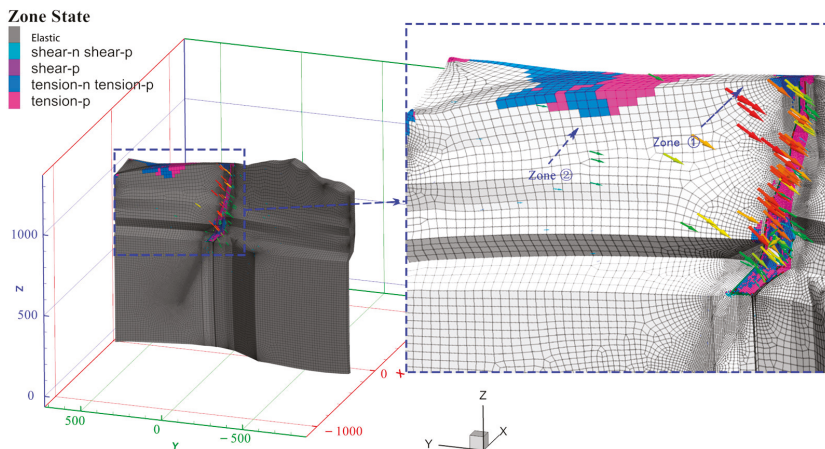 Zone State
Elastic
shear-n shear-p
shear-p
tension-n tension-p
tension-p
Zone ①
Zone ②
1000
500
0
Z
500
0
-500
Y
0
X
-1000
Z
Y
X